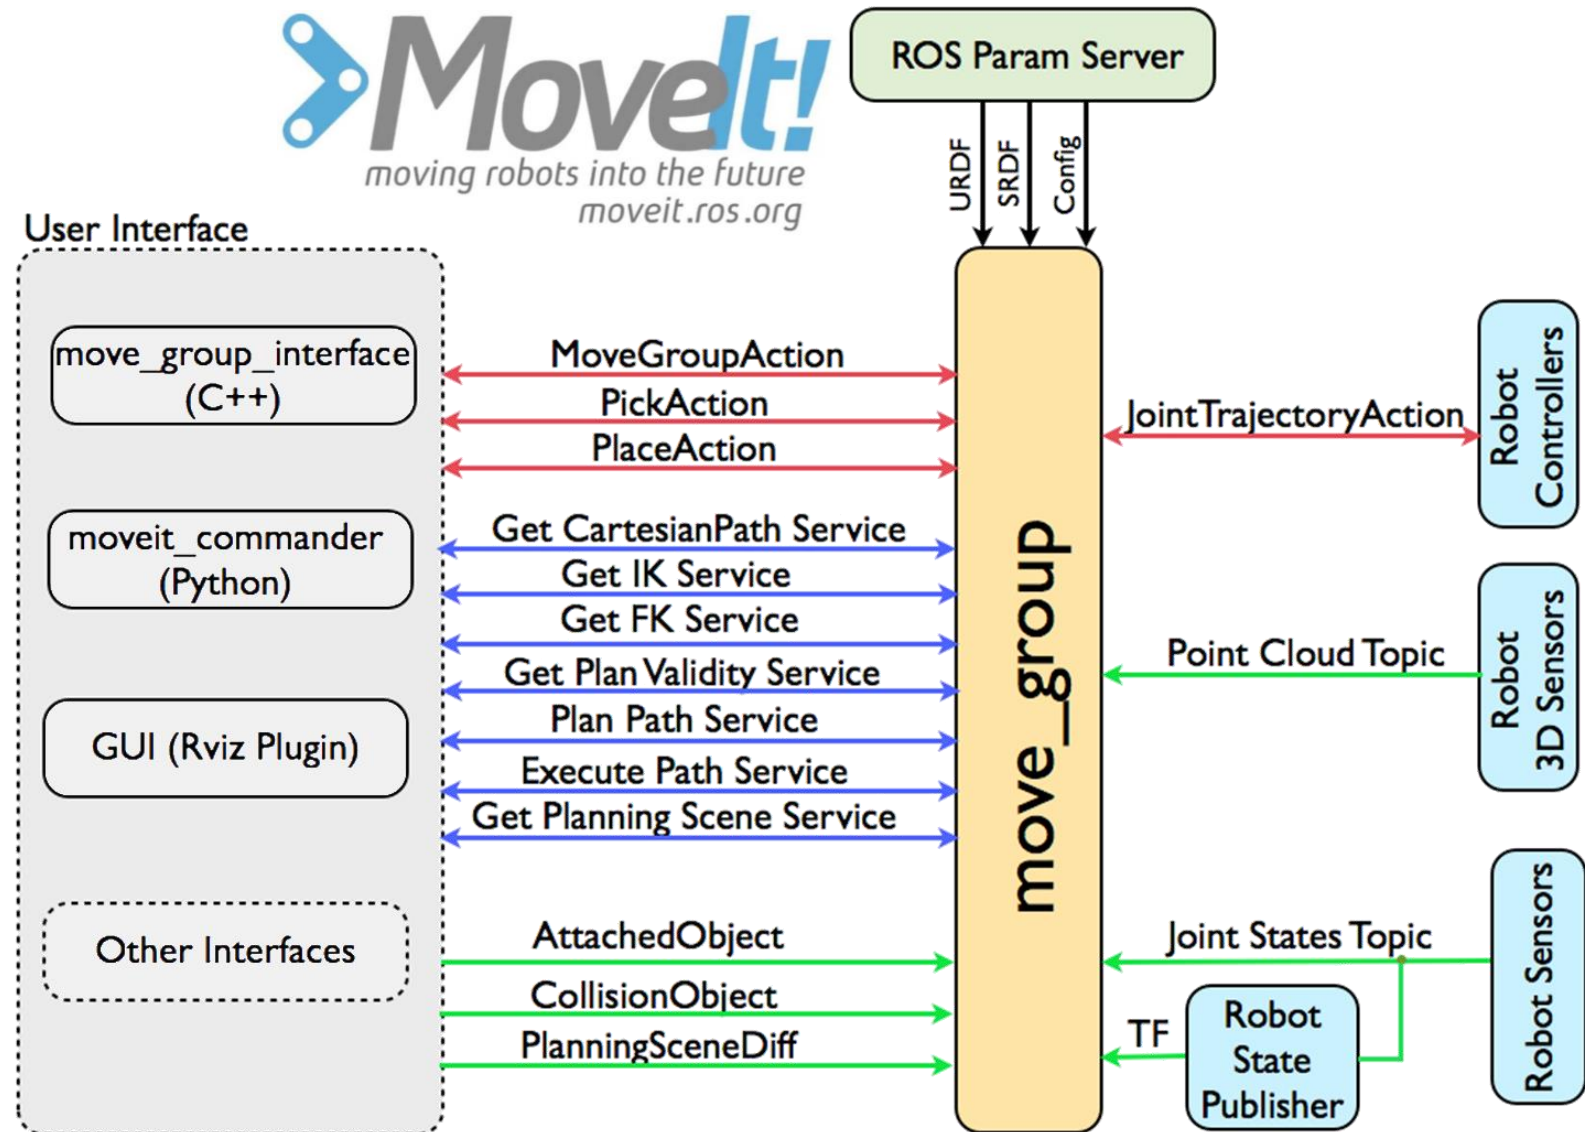 MoveIt!
moving robots into the future
moveit.ros.org
ROS Param Server
URDF
SRDF
Config
User Interface
move_group_interface
(C++)
moveit_commander
(Python)
GUI (Rviz Plugin)
Other Interfaces
MoveGroupAction
PickAction
PlaceAction
Get CartesianPath Service
Get IK Service
Get FK Service
Get Plan Validity Service
Plan Path Service
Execute Path Service
Get Planning Scene Service
AttachedObject
CollisionObject
PlanningSceneDiff
move_group
JointTrajectoryAction
Robot
Controllers
Point Cloud Topic
Robot
3D Sensors
Joint States Topic
Robot Sensors
TF
Robot
State
Publisher